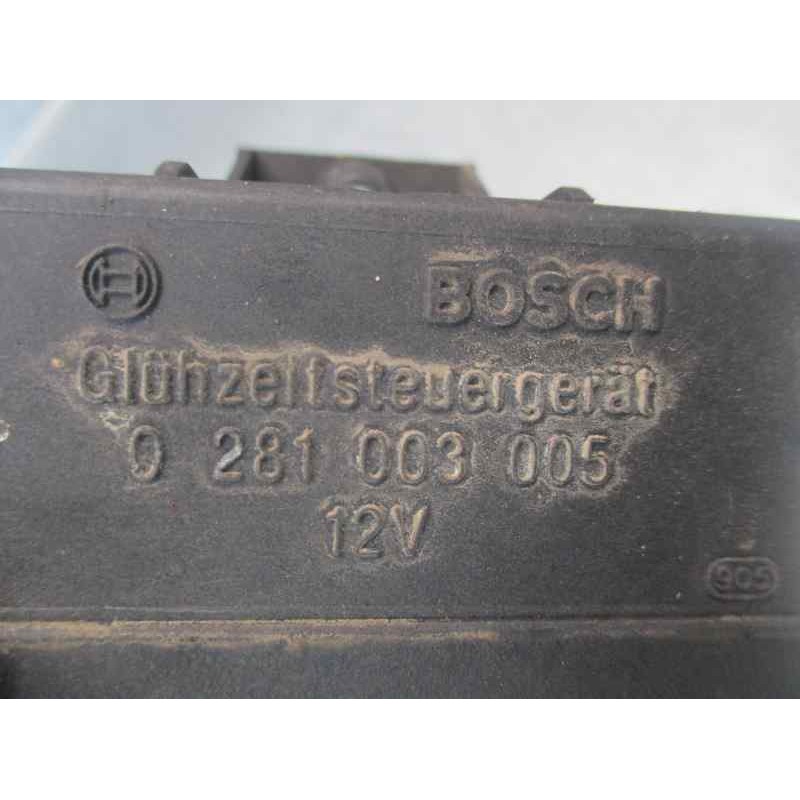 BOSCH
Glühzeitsteuergerät
0 281 003 005
12V
905